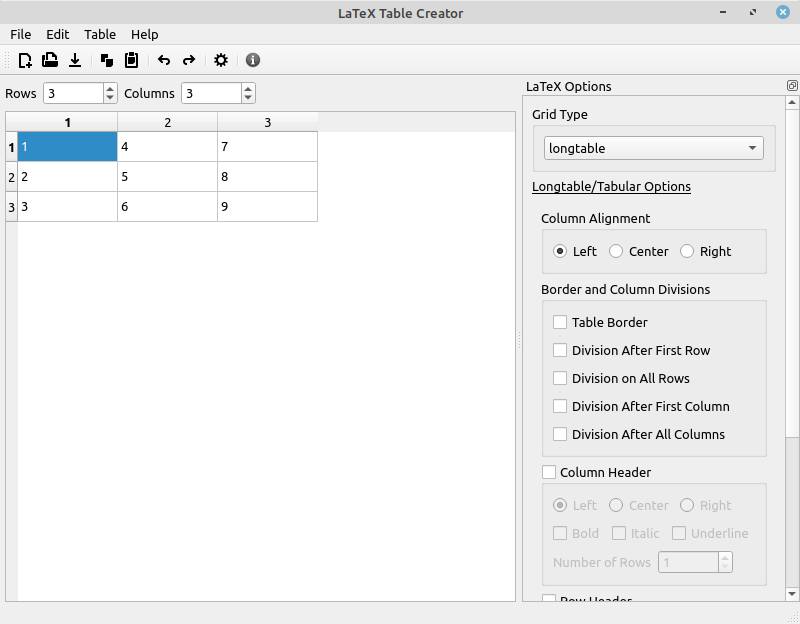 LaTeX Table Creator
File Edit Table Help
Rows 3 Columns 3
1 2 3
1 1 4 7
2 2 5 8
3 3 6 9
LaTeX Options
Grid Type
longtable
Longtable/Tabular Options
Column Alignment
Left Center Right
Border and Column Divisions
Table Border
Division After First Row
Division on All Rows
Division After First Column
Division After All Columns
Column Header
Left Center Right
Bold Italic Underline
Number of Rows 1
Row Header